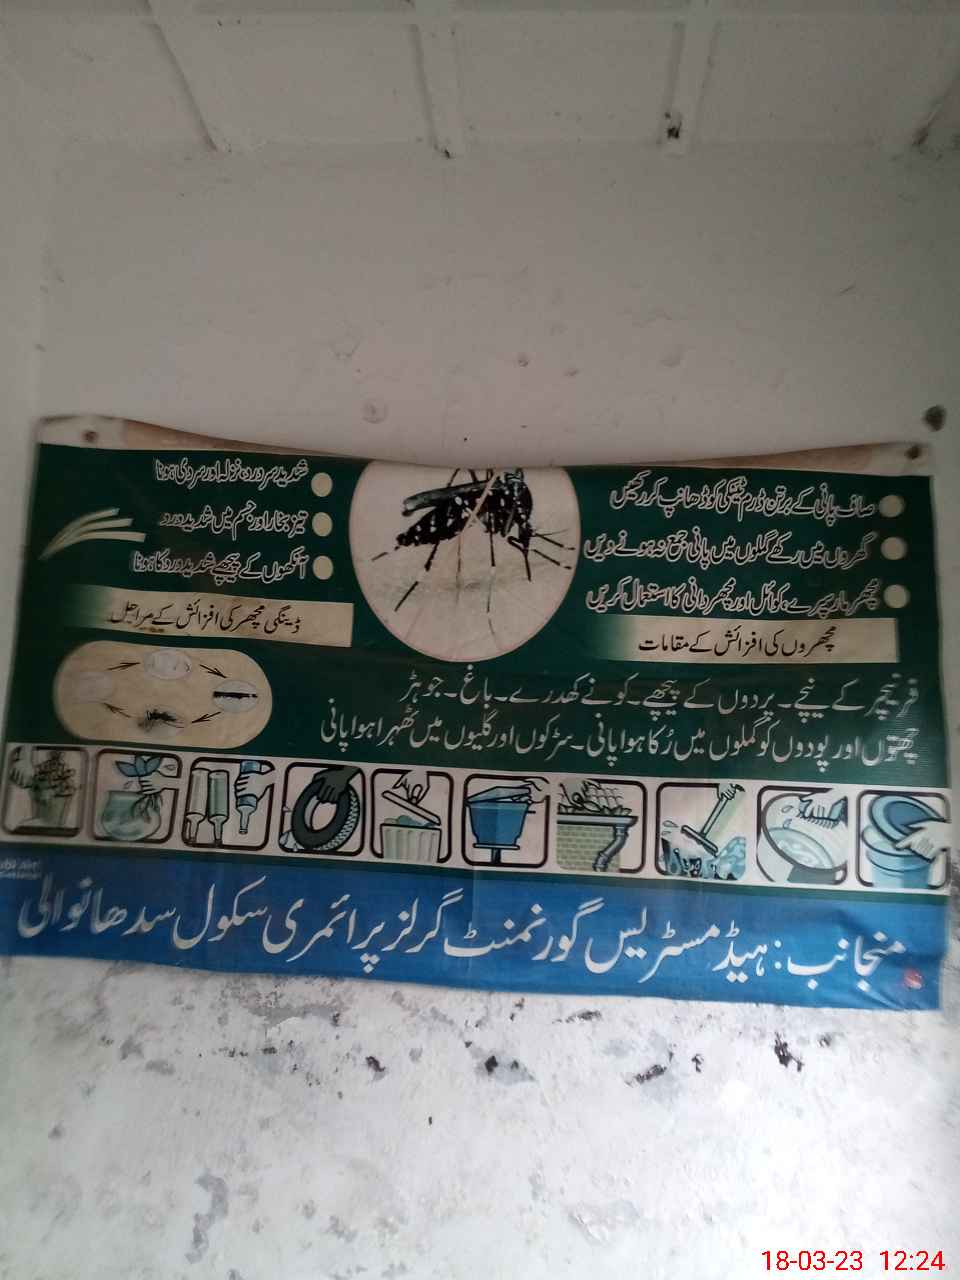 صاف پانی کے برتن ڈرم ٹینکی کو ڈھانپ کر رکھیں
گھروں میں رکھے گملوں میں پانی جمع نہ ہونے دیں
مچھر مار سپرے، کوائل اور مچھر دانی کا استعمال کریں
مچھروں کی افزائش کے مقامات
شدید سر درد، نزلہ اور سردی ہونا
تیز بخار اور جسم میں شدید درد
آنکھوں کے پیچھے شدید درد کا ہونا
ڈینگی مچھر کی افزائش کے مراحل
فرنیچر کے نیچے۔ پردوں کے پیچھے۔ کونے کھدرے۔ باغ۔ جوہڑ
چھتوں اور پودوں کو گملوں میں رُکا ہوا پانی۔ سڑکوں اور گلیوں میں ٹھہرا ہوا پانی
منجانب: ہیڈ مسٹریس گورنمنٹ گرلز پرائمری سکول سدھانوالی
18-03-23 12:24